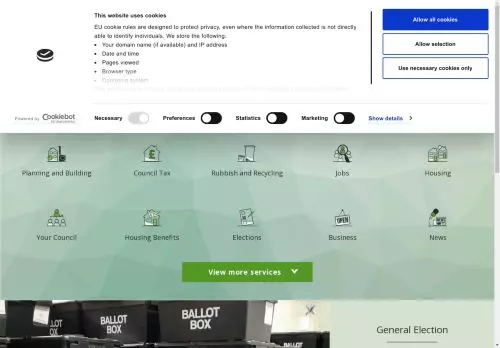 This website uses cookies
EU cookie rules are designed to protect privacy, even where the information collected is not directly
able to identify individuals. We store the following:
• Your domain name (if available) and IP address
• Date and time
• Pages viewed
• Browser type
• Operating system
Allow all cookies
Allow selection
Use necessary cookies only
Powered by Cookiebot
Necessary
Preferences
Statistics
Marketing
Show details
Planning and Building
Council Tax
Rubbish and Recycling
Jobs
Housing
Your Council
Housing Benefits
Elections
Business
News
OPEN
View more services
BALLOT
BOX
BALLOT
BOX
BALLOT
BOX
General Election